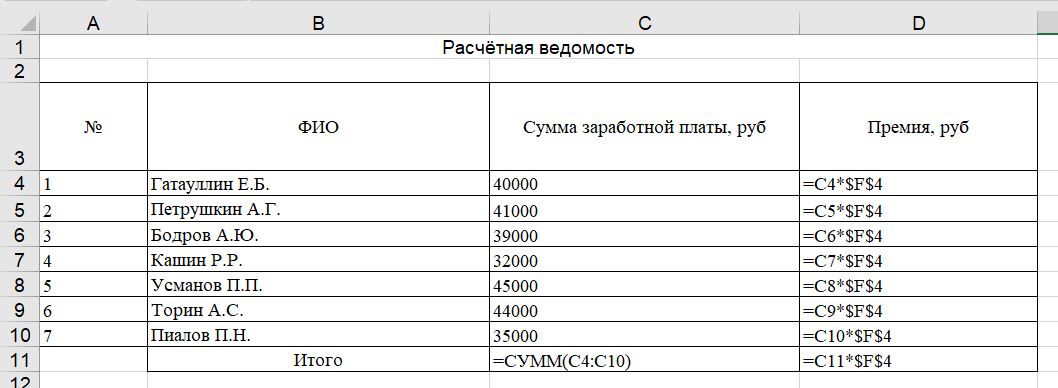 A B C D
1 Расчётная ведомость
2
3 № ФИО Сумма заработной платы, руб Премия, руб
4 1 Гатауллин Е.Б. 40000 =C4*$F$4
5 2 Петрушкин А.Г. 41000 =C5*$F$4
6 3 Бодров А.Ю. 39000 =C6*$F$4
7 4 Кашин Р.Р. 32000 =C7*$F$4
8 5 Усманов П.П. 45000 =C8*$F$4
9 6 Торин А.С. 44000 =C9*$F$4
10 7 Пиалов П.Н. 35000 =C10*$F$4
11 Итого =СУММ(C4:C10) =C11*$F$4
12